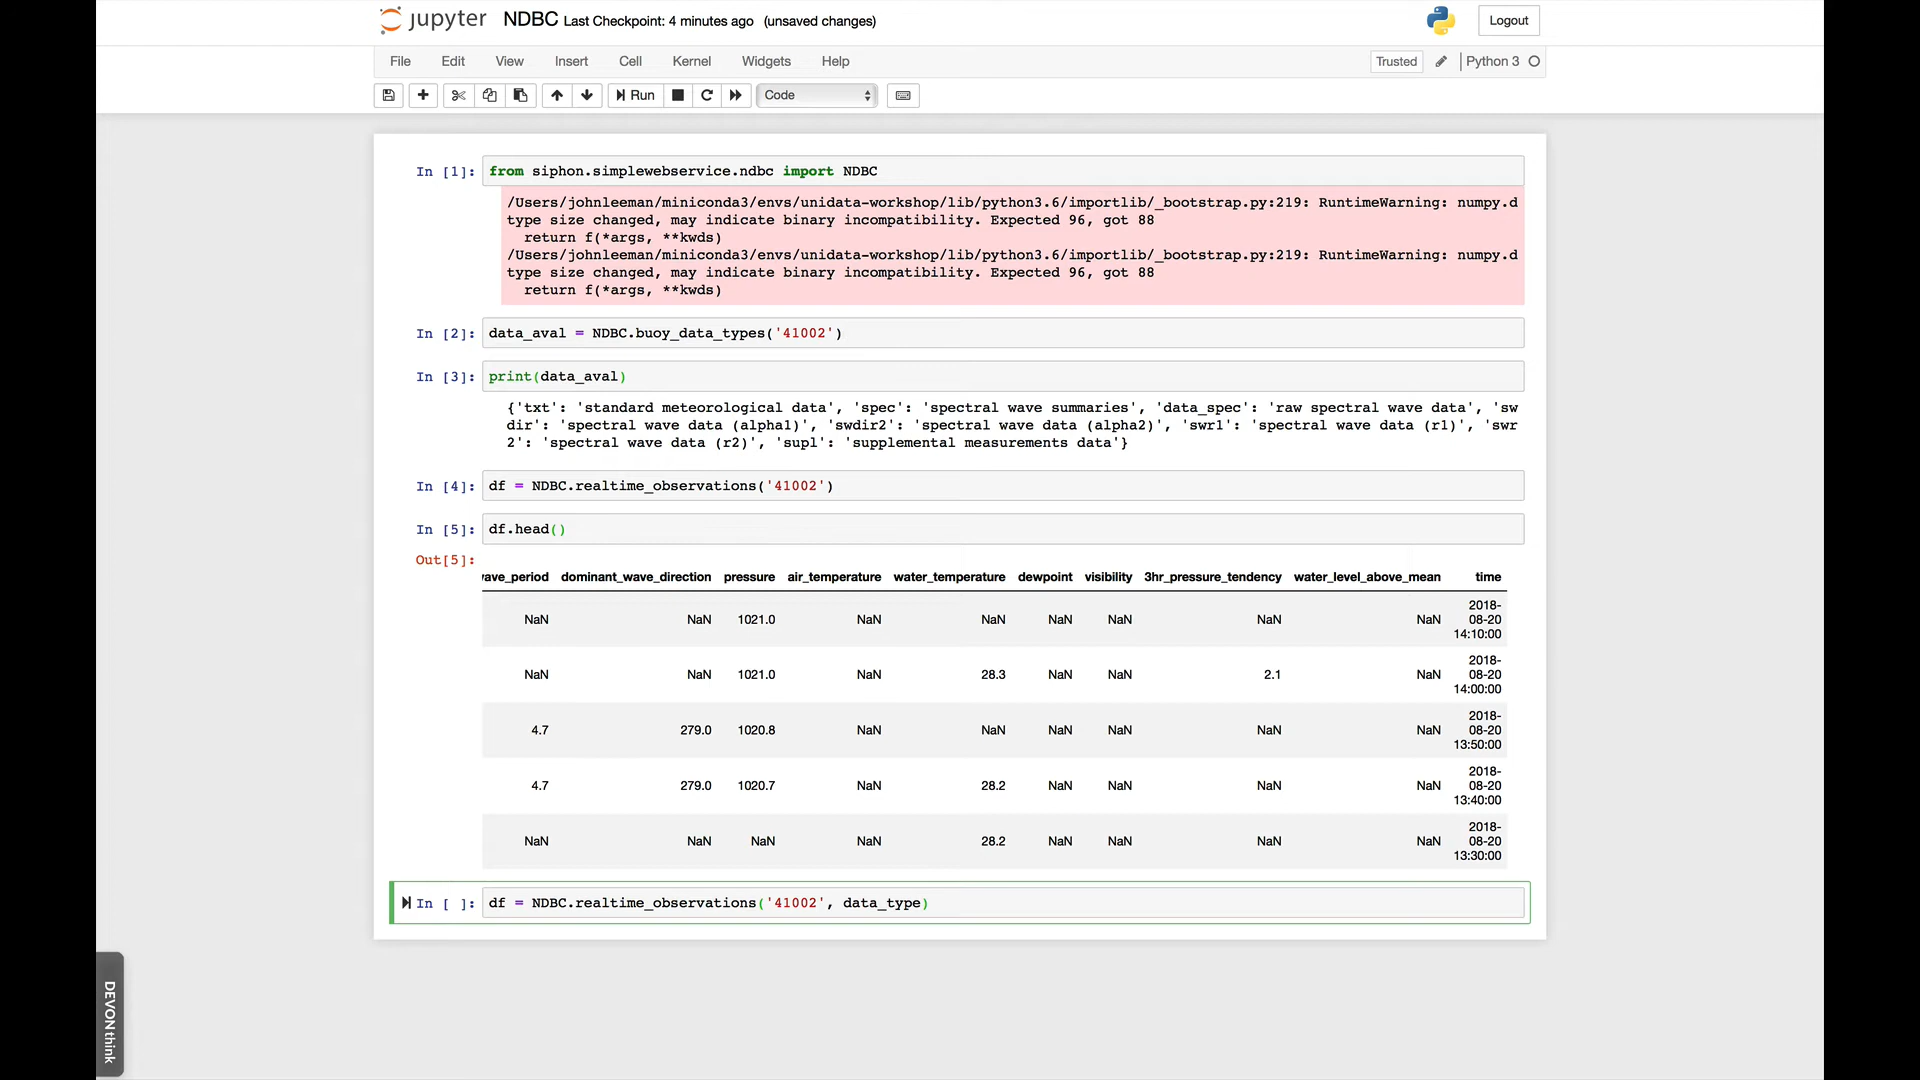 jupyter NDBC Last Checkpoint: 4 minutes ago (unsaved changes) Logout
File Edit View Insert Cell Kernel Widgets Help Trusted Python 3
Run Code
In [1]: from siphon.simplewebservice.ndbc import NDBC
/Users/johnleeman/miniconda3/envs/unidata-workshop/lib/python3.6/importlib/_bootstrap.py:219: RuntimeWarning: numpy.d
type size changed, may indicate binary incompatibility. Expected 96, got 88
return f(*args, **kwds)
/Users/johnleeman/miniconda3/envs/unidata-workshop/lib/python3.6/importlib/_bootstrap.py:219: RuntimeWarning: numpy.d
type size changed, may indicate binary incompatibility. Expected 96, got 88
return f(*args, **kwds)
In [2]: data_aval = NDBC.buoy_data_types('41002')
In [3]: print(data_aval)
{'txt': 'standard meteorological data', 'spec': 'spectral wave summaries', 'data_spec': 'raw spectral wave data', 'sw
dir': 'spectral wave data (alpha1)', 'swdir2': 'spectral wave data (alpha2)', 'swr1': 'spectral wave data (r1)', 'swr
2': 'spectral wave data (r2)', 'supl': 'supplemental measurements data'}
In [4]: df = NDBC.realtime_observations('41002')
In [5]: df.head()
Out[5]:
wave_period dominant_wave_direction pressure air_temperature water_temperature dewpoint visibility 3hr_pressure_tendency water_level_above_mean time
NaN NaN 1021.0 NaN NaN NaN NaN NaN NaN 2018-
08-20
14:10:00
NaN NaN 1021.0 NaN 28.3 NaN NaN 2.1 NaN 2018-
08-20
14:00:00
4.7 279.0 1020.8 NaN NaN NaN NaN NaN NaN 2018-
08-20
13:50:00
4.7 279.0 1020.7 NaN 28.2 NaN NaN NaN NaN 2018-
08-20
13:40:00
NaN NaN NaN NaN 28.2 NaN NaN NaN NaN 2018-
08-20
13:30:00
In [ ]: df = NDBC.realtime_observations('41002', data_type)
DEVONthink